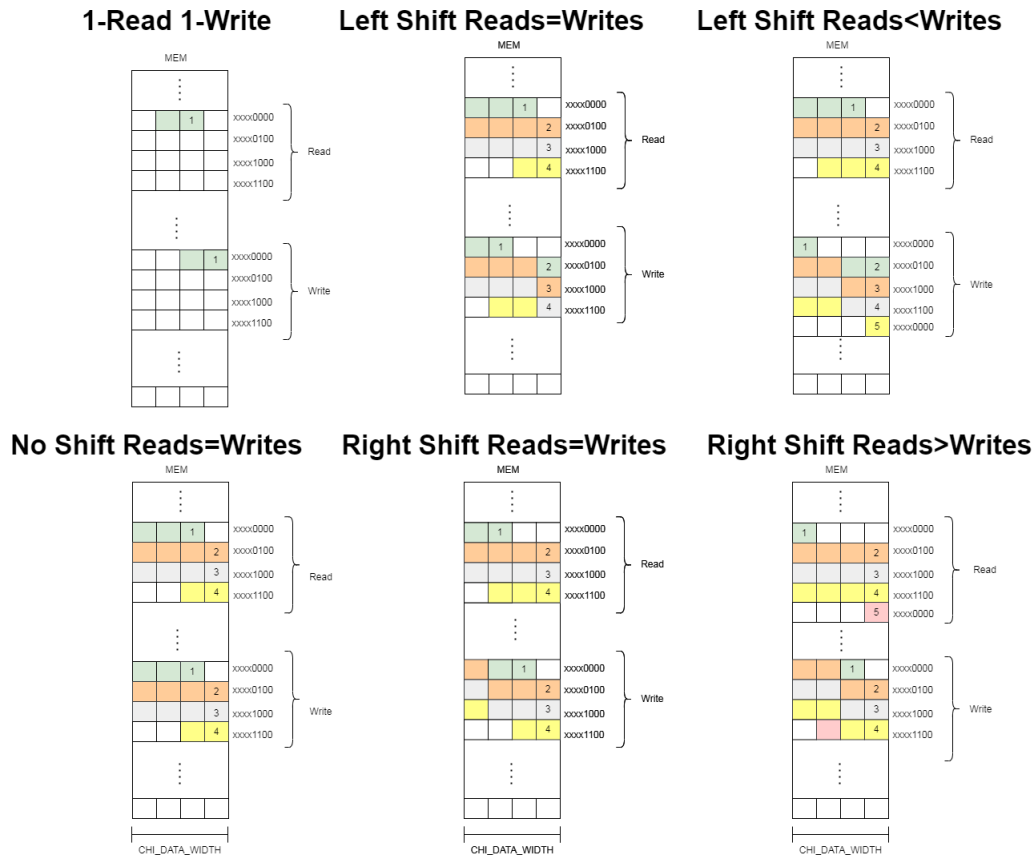 1-Read 1-Write
MEM
1
xxxx0000
xxxx0100
xxxx1000
xxxx1100
Read
1
xxxx0000
xxxx0100
xxxx1000
xxxx1100
Write
Left Shift Reads=Writes
MEM
1
xxxx0000
2
xxxx0100
3
xxxx1000
4
xxxx1100
Read
1
xxxx0000
2
xxxx0100
3
xxxx1000
4
xxxx1100
Write
Left Shift Reads<Writes
MEM
1
xxxx0000
2
xxxx0100
3
xxxx1000
4
xxxx1100
Read
1
xxxx0000
2
xxxx0100
3
xxxx1000
4
xxxx1100
5
xxxx0000
Write
No Shift Reads=Writes
MEM
1
xxxx0000
2
xxxx0100
3
xxxx1000
4
xxxx1100
Read
1
xxxx0000
2
xxxx0100
3
xxxx1000
4
xxxx1100
Write
CHI_DATA_WIDTH
Right Shift Reads=Writes
MEM
1
xxxx0000
2
xxxx0100
3
xxxx1000
4
xxxx1100
Read
1
xxxx0000
2
xxxx0100
3
xxxx1000
4
xxxx1100
Write
CHI_DATA_WIDTH
Right Shift Reads>Writes
MEM
1
xxxx0000
2
xxxx0100
3
xxxx1000
4
xxxx1100
5
xxxx0000
Read
1
xxxx0000
2
xxxx0100
3
xxxx1000
4
xxxx1100
Write
CHI_DATA_WIDTH